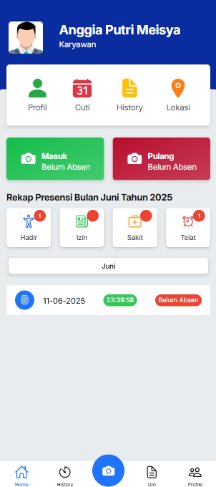 Anggia Putri Meisya
Karyawan
31
Profil
Cuti
History
Lokasi
Masuk
Belum Absen
Pulang
Belum Absen
Rekap Presensi Bulan Juni Tahun 2025
1
1
Hadir
Izin
Sakit
Telat
Juni
11-06-2025
23:39:58
Belum Absen
Home
History
Izin
Profile